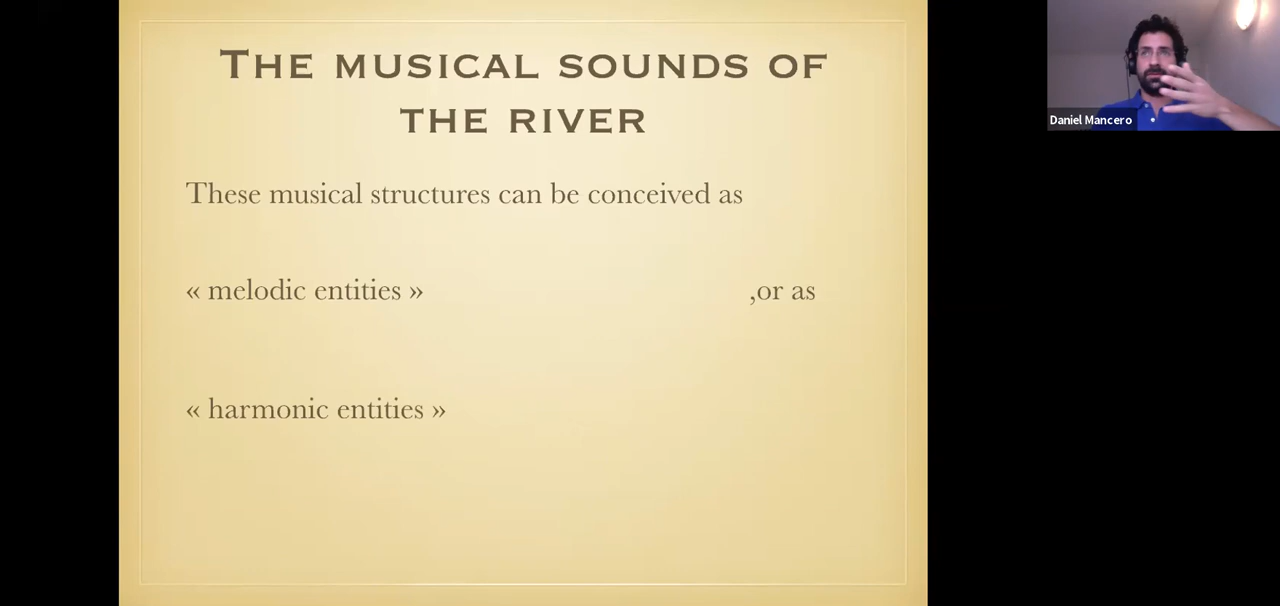 THE MUSICAL SOUNDS OF
THE RIVER
These musical structures can be conceived as
« melodic entities » ,or as
« harmonic entities »
Daniel Mancero